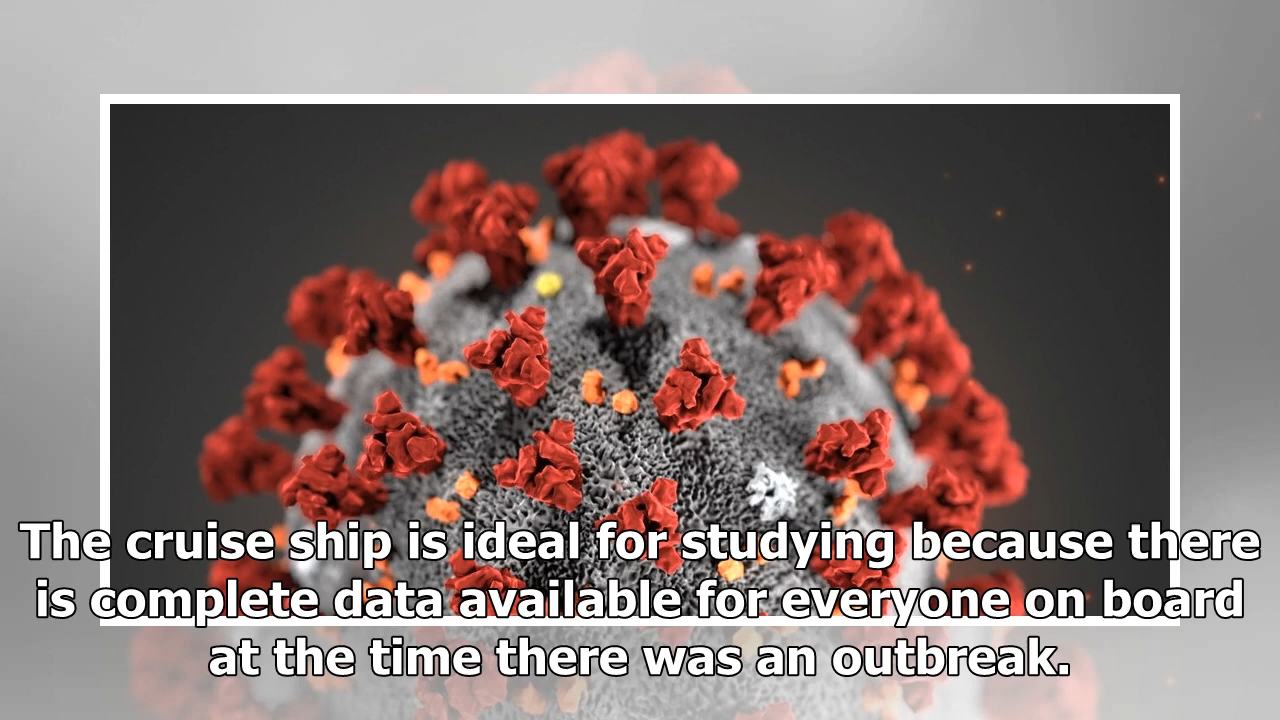 The cruise ship is ideal for studying because there
is complete data available for everyone on board
at the time there was an outbreak.